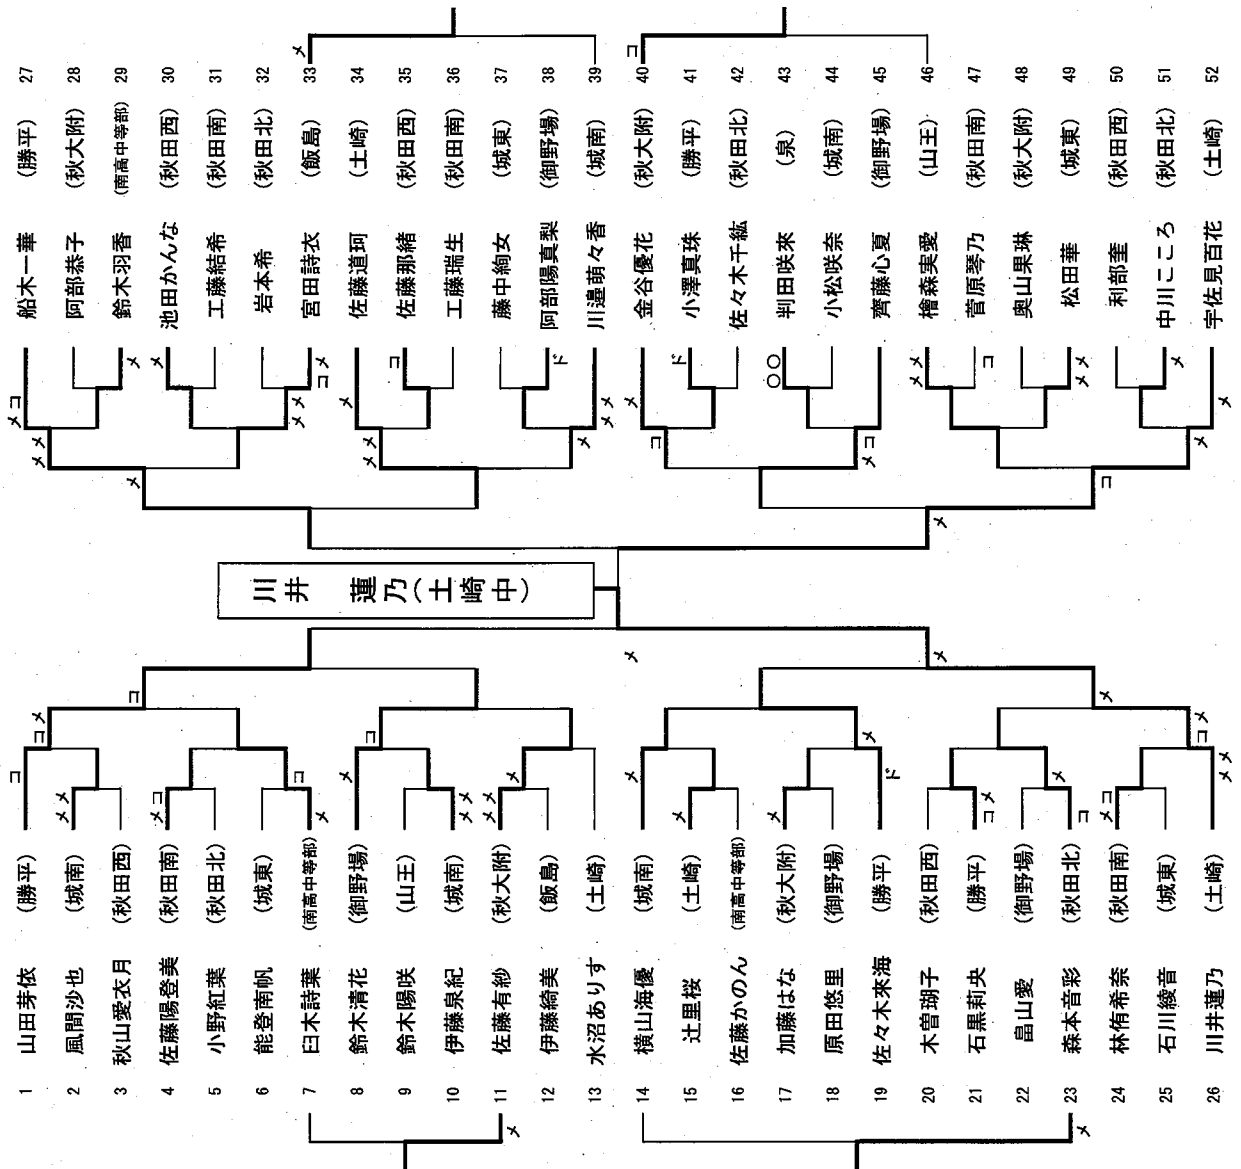 川井　蓮乃(土崎中)
1 山田芽依 (勝平)
2 風間沙也 (城南)
3 秋山愛衣月 (秋田西)
4 佐藤陽登美 (秋田南)
5 小野紅葉 (秋田北)
6 能登南帆 (城東)
7 臼木詩葉 (南高中等部)
8 鈴木清花 (御野場)
9 鈴木陽咲 (山王)
10 伊藤泉紀 (城南)
11 佐藤有紗 (秋大附)
12 伊藤綺美 (飯島)
13 水沼ありす (土崎)
14 横山海優 (城南)
15 辻里桜 (土崎)
16 佐藤かのん (南高中等部)
17 加藤はな (秋大附)
18 原田悠里 (御野場)
19 佐々木來海 (勝平)
20 木曽瑚子 (秋田西)
21 石黒莉央 (勝平)
22 畠山愛 (御野場)
23 森本音彩 (秋田北)
24 林侑希奈 (秋田南)
25 石川綾音 (城東)
26 川井蓮乃 (土崎)
27 船木一華 (勝平)
28 阿部恭子 (秋大附)
29 鈴木羽香 (南高中等部)
30 池田かんな (秋田西)
31 工藤結希 (秋田南)
32 岩本希 (秋田北)
33 宮田詩衣 (飯島)
34 佐藤道珂 (土崎)
35 佐藤那緒 (秋田西)
36 工藤瑞生 (秋田南)
37 藤中絢女 (城東)
38 阿部陽真梨 (御野場)
39 川邉萌々香 (城南)
40 金谷優花 (秋大附)
41 小澤真珠 (勝平)
42 佐々木千紘 (秋田北)
43 判田咲來 (泉)
44 小松咲奈 (城南)
45 齊藤心夏 (御野場)
46 檜森実愛 (山王)
47 菅原琴乃 (秋田南)
48 奥山果琳 (秋大附)
49 松田華 (城東)
50 利部奎 (秋田西)
51 中川こころ (秋田北)
52 宇佐見百花 (土崎)